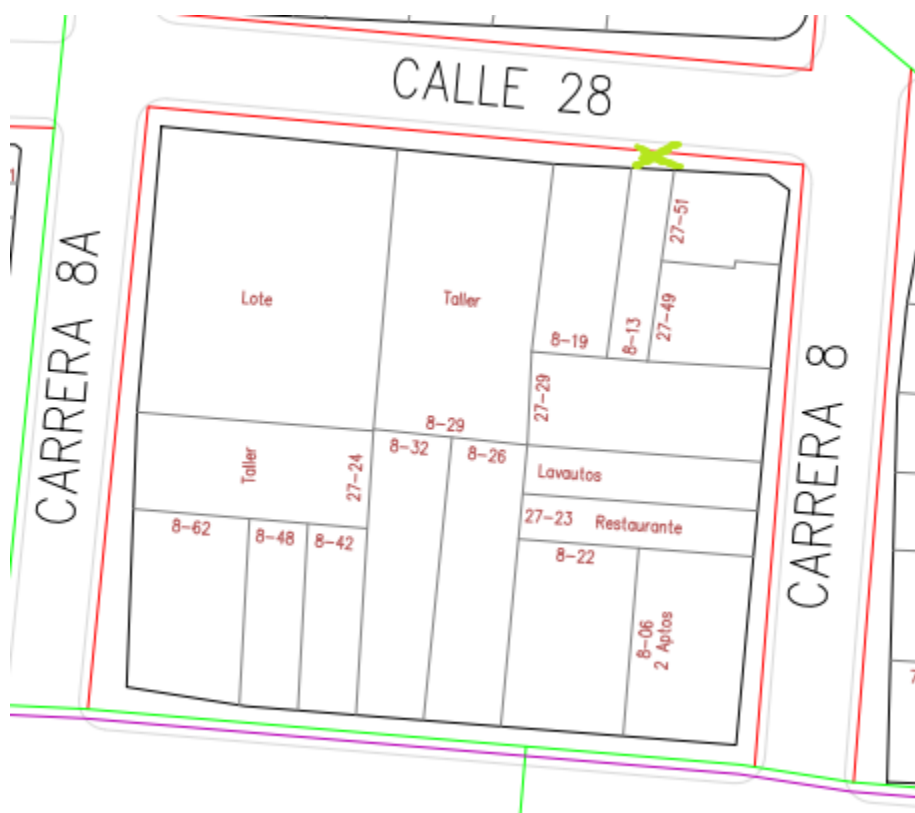 CALLE 28
CARRERA 8A
CARRERA 8
Lote
Taller
8-19
8-13
27-51
27-49
27-29
8-29
8-32
8-26
Taller
27-24
Lavautos
27-23 Restaurante
8-62
8-48
8-42
8-22
8-06
2 Aptos